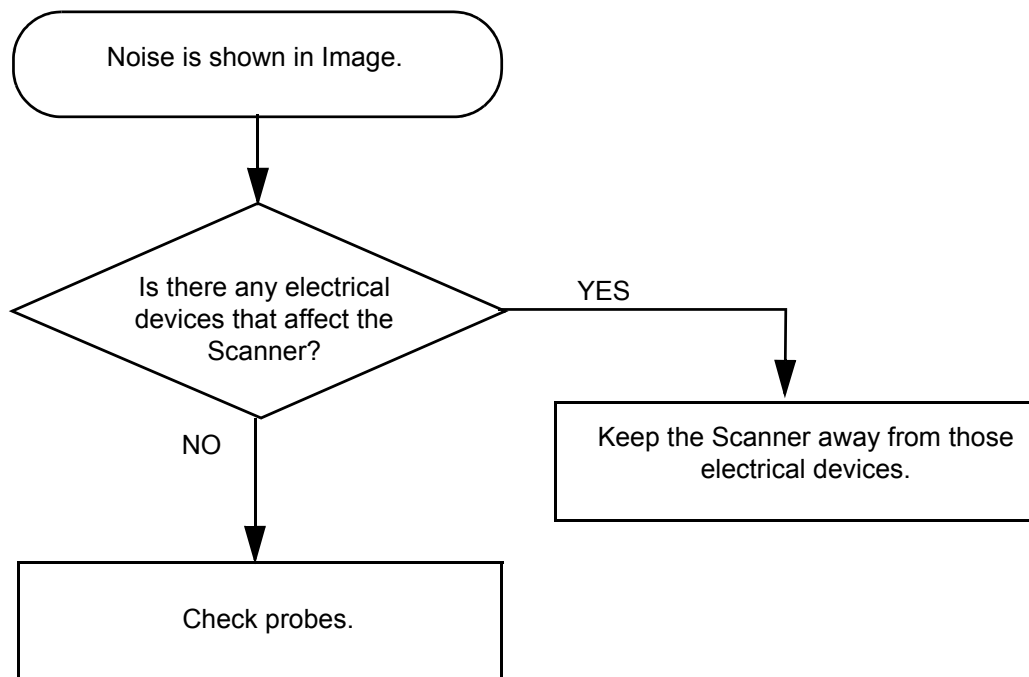 Noise is shown in Image.
Is there any electrical
devices that affect the
Scanner?
YES
NO
Keep the Scanner away from those
electrical devices.
Check probes.